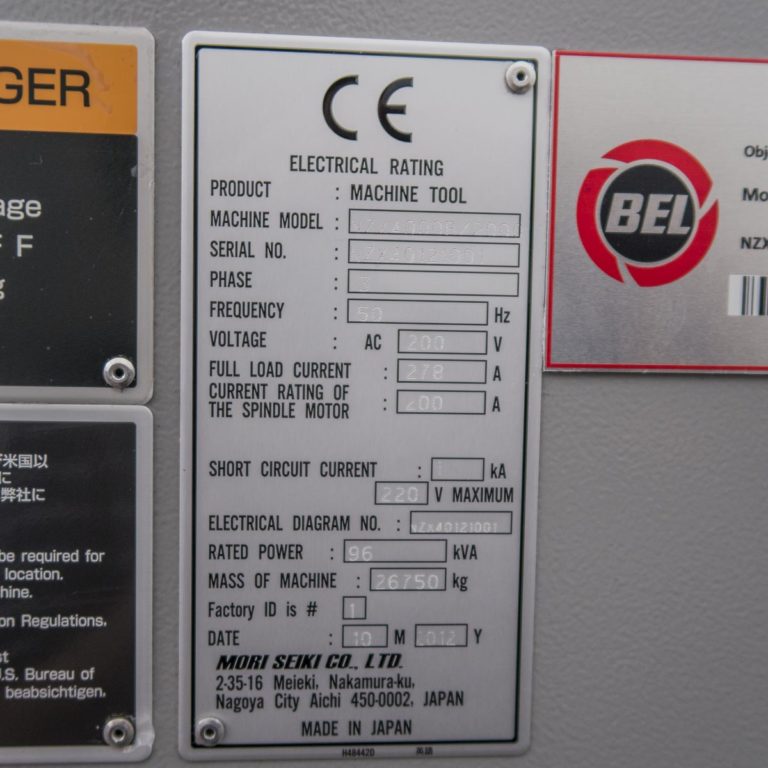 GER
age
F F
g
米国以
に
弊社に
be required for
location.
hine.
on Regulations.
st
.S. Bureau of
beabsichtigen.
CE
ELECTRICAL RATING
PRODUCT : MACHINE TOOL
MACHINE MODEL :
SERIAL NO. : NZX40121001
PHASE : 3
FREQUENCY : 50 Hz
VOLTAGE : AC 200 V
FULL LOAD CURRENT : 278 A
CURRENT RATING OF
THE SPINDLE MOTOR : 200 A
SHORT CIRCUIT CURRENT : kA
220 V MAXIMUM
ELECTRICAL DIAGRAM NO. : NZX40121001
RATED POWER : 96 kVA
MASS OF MACHINE : 26750 kg
Factory ID is # 1
DATE : 10 M 2012 Y
MORI SEIKI CO., LTD.
2-35-16 Meieki, Nakamura-ku,
Nagoya City Aichi 450-0002, JAPAN
MADE IN JAPAN
H484420 英語
BEL
Obj
Mo
NZX